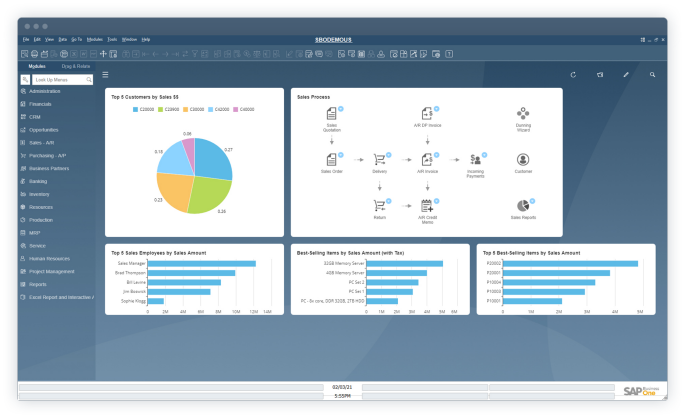 File Edit View Data Go To Modules Tools Window Help
SBODEMOUS
Modules Drag & Relate
Look Up Menus
Administration
Financials
CRM
Opportunities
Sales - A/R
Purchasing - A/P
Business Partners
Banking
Inventory
Resources
Production
MRP
Service
Human Resources
Project Management
Reports
Excel Report and Interactive A
Top 5 Customers by Sales $$
C20000 C23900 C30000 C42000 C40000
0.06
0.27
0.18
0.23
0.26
Sales Process
Sales Quotation
A/R DP Invoice
Dunning Wizard
Sales Order
Delivery
A/R Invoice
Incoming Payments
Customer
Return
A/R Credit Memo
Sales Reports
Top 5 Sales Employees by Sales Amount
Sales Manager
Brad Thompson
Bill Levine
Jim Boswick
Sophie Klogg
0 2M 4M 6M 8M 10M 12M 14M
Best-Selling Items by Sales Amount (with Tax)
32GB Memory Server
4GB Memory Server
PC Set 2
PC Set 1
PC - 8x core, DDR 32GB, 2TB HDD
0 1M 2M 3M 4M 5M 6M
Top 5 Best-Selling Items by Sales Amount
P20002
P20001
P10004
P10003
P10001
0 1M 2M 3M 4M 5M
02/03/21
5:55PM
SAP Business One